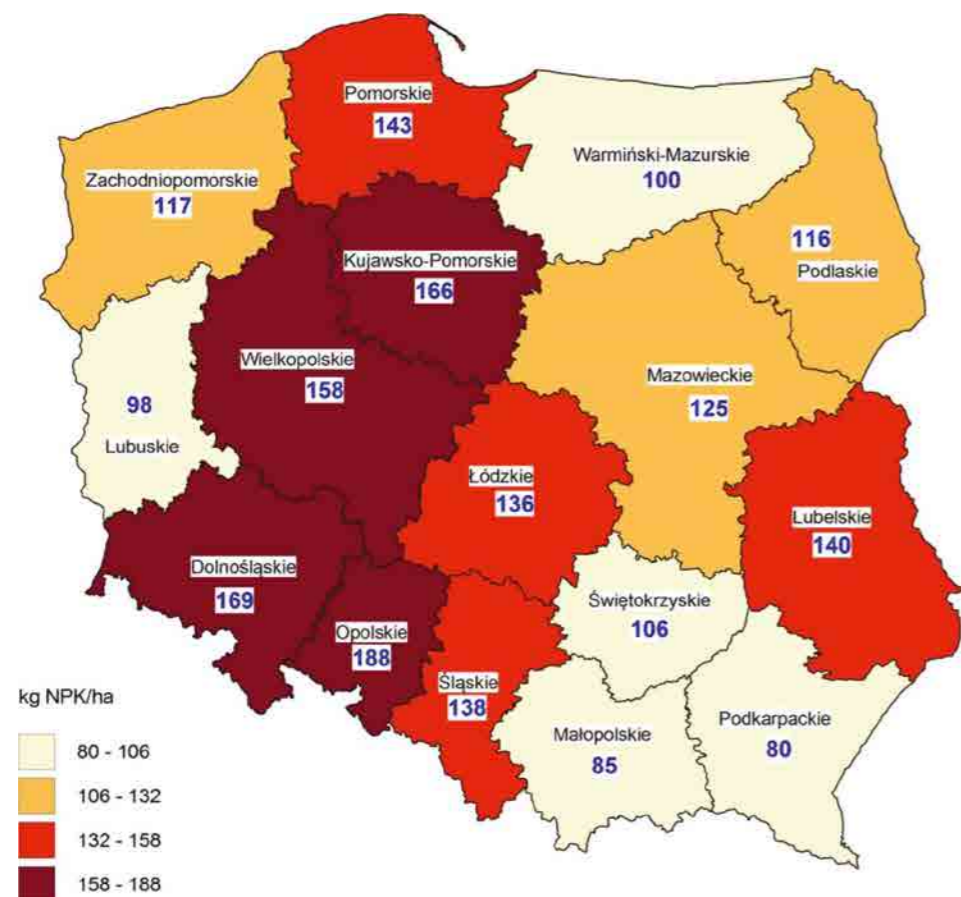 Pomorskie
143
Warmiński-Mazurskie
100
Zachodniopomorskie
117
116
Podlaskie
Kujawsko-Pomorskie
166
Wielkopolskie
158
Mazowieckie
125
98
Lubuskie
Łódzkie
136
Lubelskie
140
Dolnośląskie
169
Świętokrzyskie
106
Opolskie
188
Śląskie
138
Małopolskie
85
Podkarpackie
80
kg NPK/ha
80 - 106
106 - 132
132 - 158
158 - 188